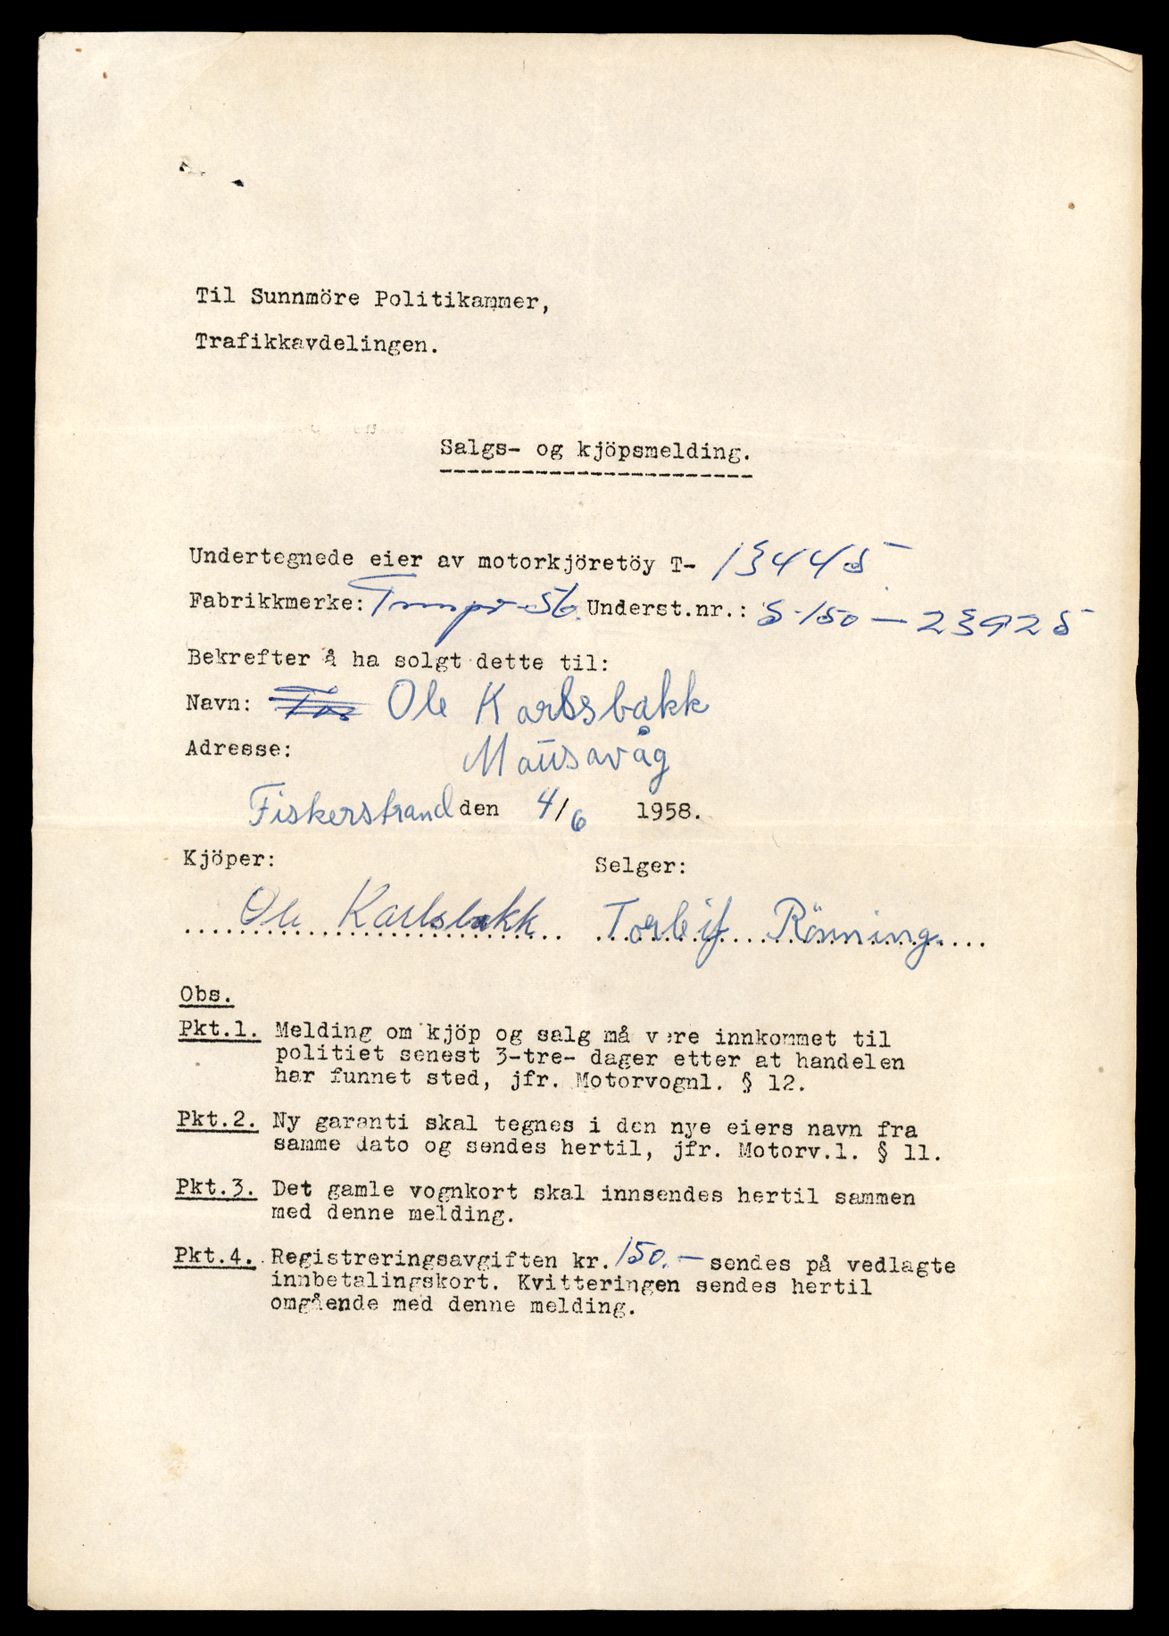 Til Sunnmöre Politikammer,
Trafikkavdelingen.
Salgs- og kjöpsmelding.
Undertegnede eier av motorkjöretöy T- 13445
Fabrikkmerke: Tempo 56. Underst.nr.: S-150-23925
Bekrefter å ha solgt dette til:
Navn: Ole Karlsbakk
Adresse: Mausavåg
Fiskerstrand den 4/6 1958.
Kjöper: Selger:
Ole Karlsbakk Torleif Rönning
Obs.
Pkt.1. Melding om kjöp og salg må være innkommet til
politiet senest 3-tre- dager etter at handelen
har funnet sted, jfr. Motorvognl. § 12.
Pkt.2. Ny garanti skal tegnes i den nye eiers navn fra
samme dato og sendes hertil, jfr. Motorv.l. § 11.
Pkt.3. Det gamle vognkort skal innsendes hertil sammen
med denne melding.
Pkt.4. Registreringsavgiften kr. 150.- sendes på vedlagte
innbetalingskort. Kvitteringen sendes hertil
omgående med denne melding.